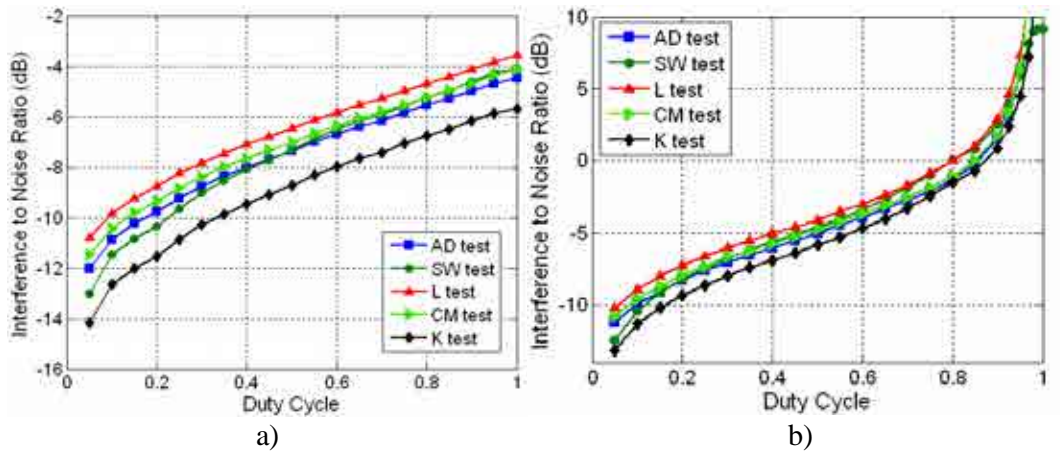 Interference to Noise Ratio (dB)
-2
-4
-6
-8
-10
-12
-14
-16
0
0.2
0.4
0.6
0.8
1
Duty Cycle
AD test
SW test
L test
CM test
K test
a)
Interference to Noise Ratio (dB)
10
5
0
-5
-10
0
0.2
0.4
0.6
0.8
1
Duty Cycle
AD test
SW test
L test
CM test
K test
b)